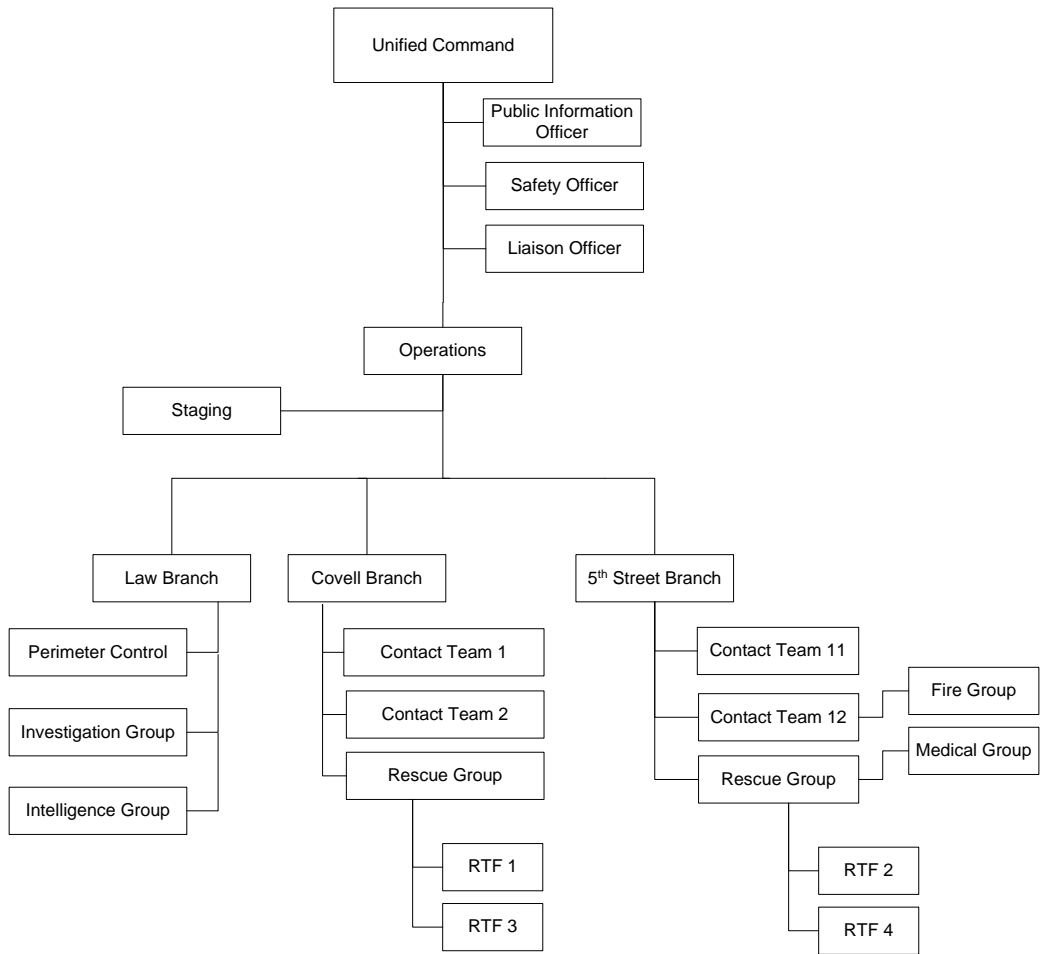 Unified Command
Public Information
Officer
Safety Officer
Liaison Officer
Operations
Staging
Law Branch
Covell Branch
5th Street Branch
Perimeter Control
Contact Team 1
Contact Team 11
Fire Group
Investigation Group
Contact Team 2
Contact Team 12
Medical Group
Intelligence Group
Rescue Group
Rescue Group
RTF 1
RTF 2
RTF 3
RTF 4